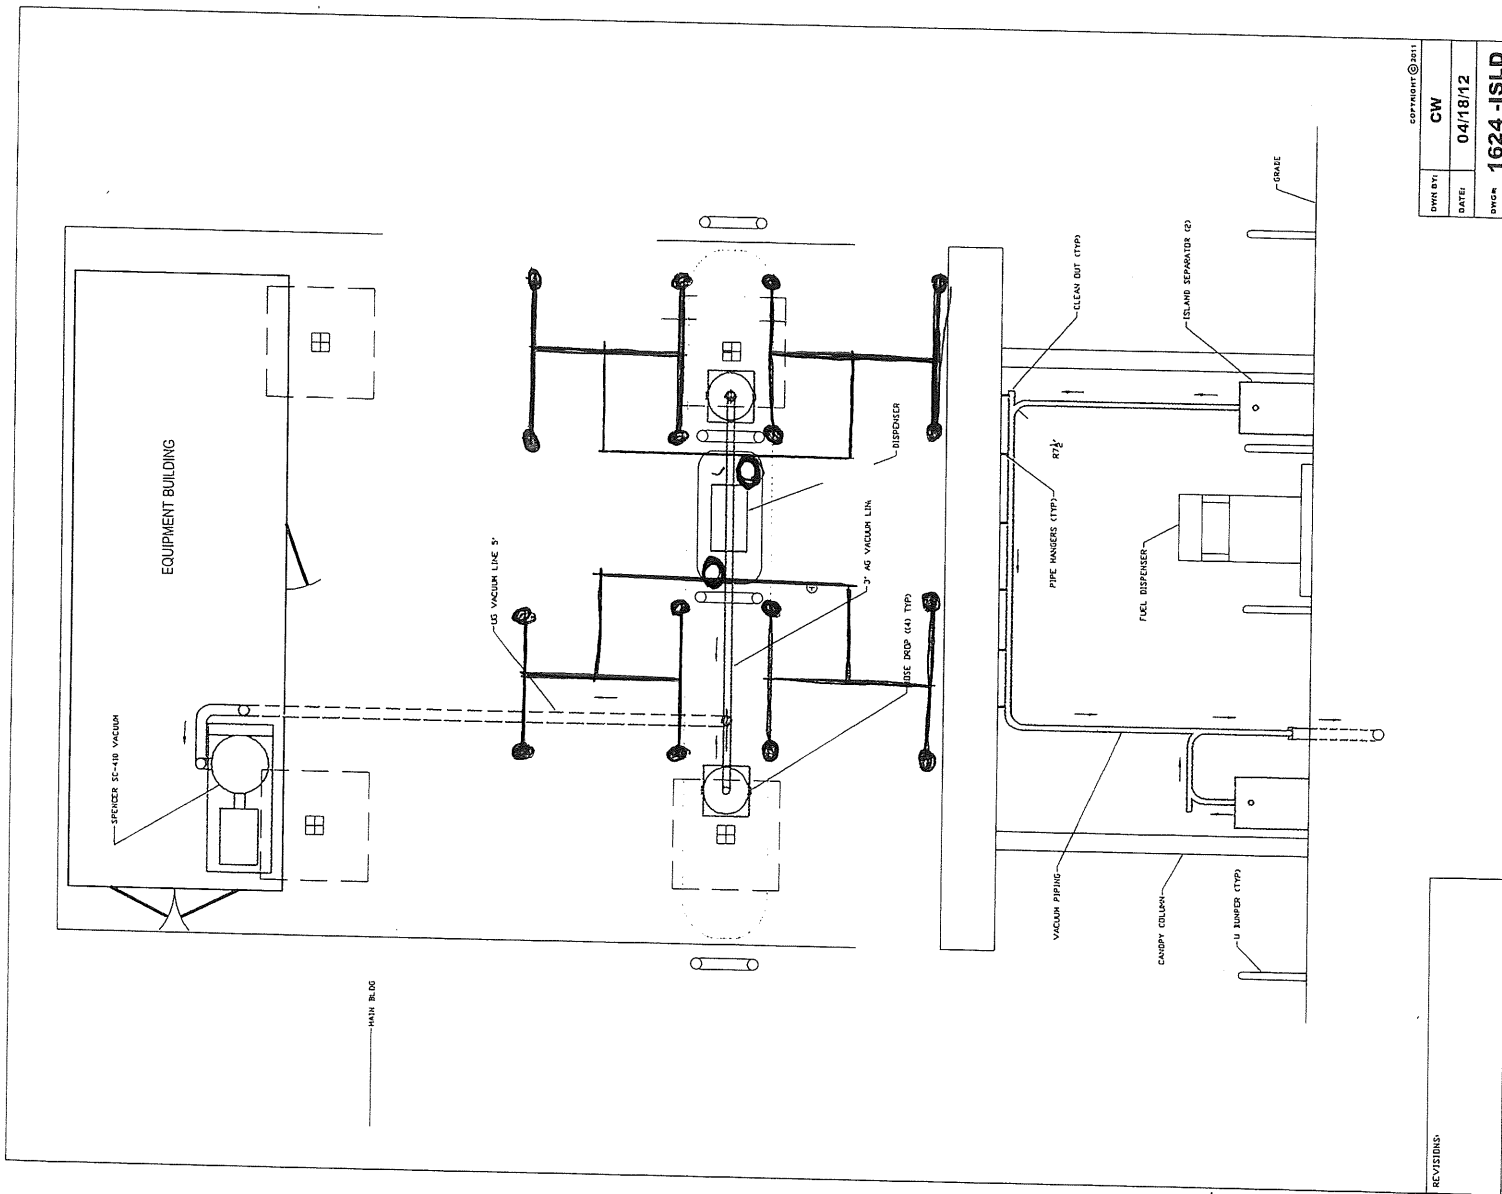 COPYRIGHT © 2011
DWN BY: CW
DATE: 04/18/12
DWG#: 1624 -ISLD
GRADE
ISLAND SEPARATOR (2)
CLEAN OUT (TYP)
R7½"
PIPE HANGERS (TYP)
FUEL DISPENSER
DISPENSER
3" AG VACUUM LINE
HOSE DROP ((4) TYP)
UG VACUUM LINE 5"
EQUIPMENT BUILDING
SPENCER SC-410 VACUUM
MAIN BLDG
VACUUM PIPING
CANOPY COLUMN
U BUMPER (TYP)
REVISIONS: